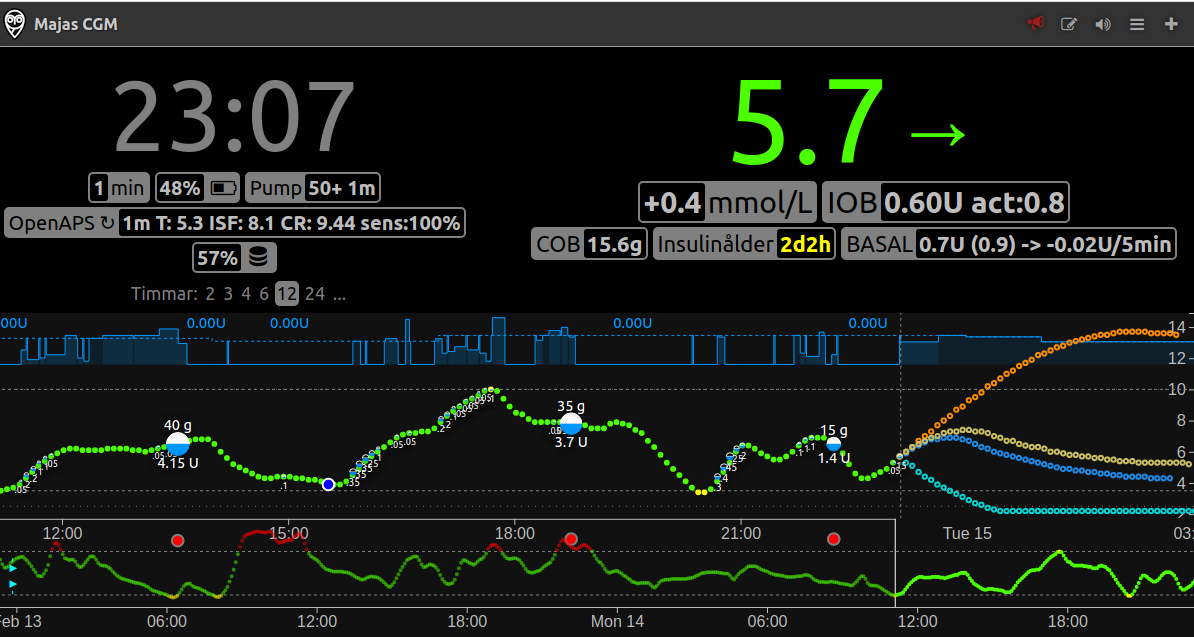 Majas CGM
23:07
1 min 48% Pump 50+ 1m
OpenAPS ↻ 1m T: 5.3 ISF: 8.1 CR: 9.44 sens:100%
57%
Timmar: 2 3 4 6 12 24 ...
5.7 →
+0.4 mmol/L IOB 0.60U act:0.8
COB 15.6g Insulinålder 2d2h BASAL 0.7U (0.9) -> -0.02U/5min
00U 0.00U 0.00U 0.00U 0.00U
14
12
10
8
6
4
40 g
4.15 U
35 g
3.7 U
15 g
1.4 U
.1
.35
.3
12:00 15:00 18:00 21:00 Tue 15 03:
Feb 13 06:00 12:00 18:00 Mon 14 06:00 12:00 18:00